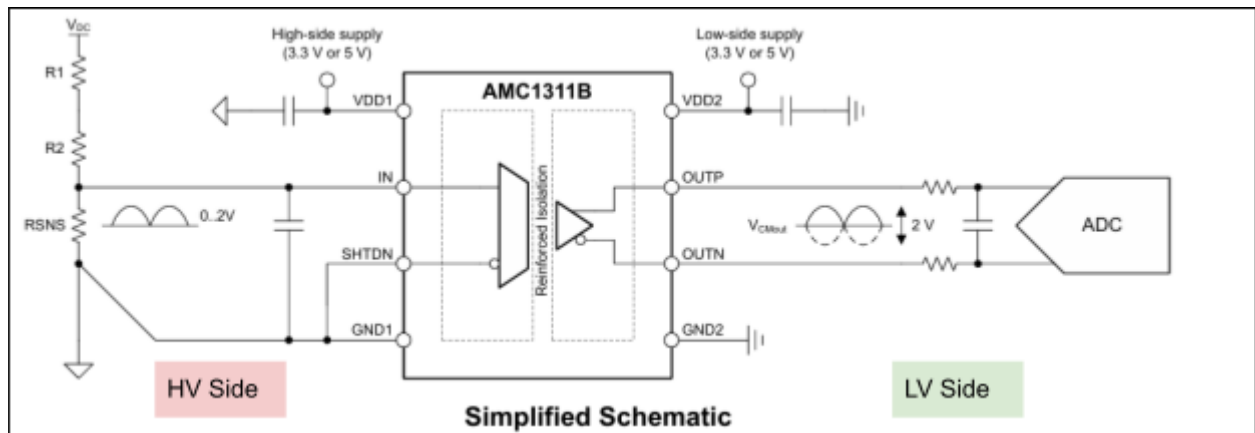 V_DC
R1
R2
RSNS
0..2V
High-side supply
(3.3 V or 5 V)
VDD1
IN
SHTDN
GND1
AMC1311B
Reinforced Isolation
Low-side supply
(3.3 V or 5 V)
VDD2
OUTP
OUTN
GND2
V_CMout
2 V
ADC
HV Side
LV Side
Simplified Schematic